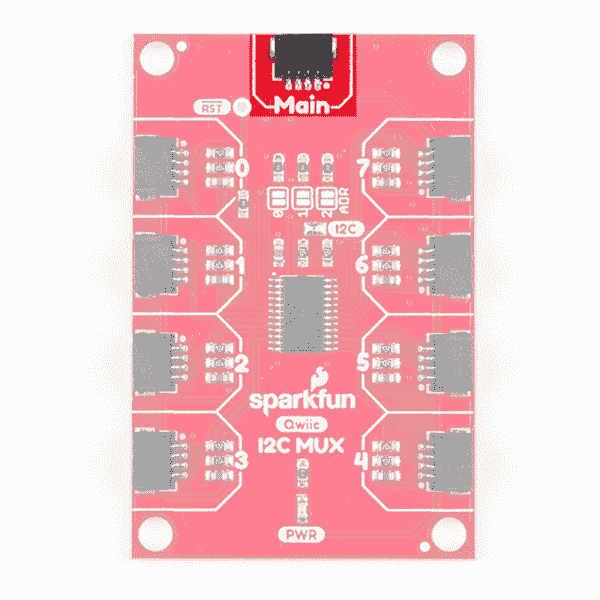 Main
RST
0
7
0 1 2 ADR
I2C
1
6
2
5
sparkfun
Qwiic
I2C MUX
3
4
PWR